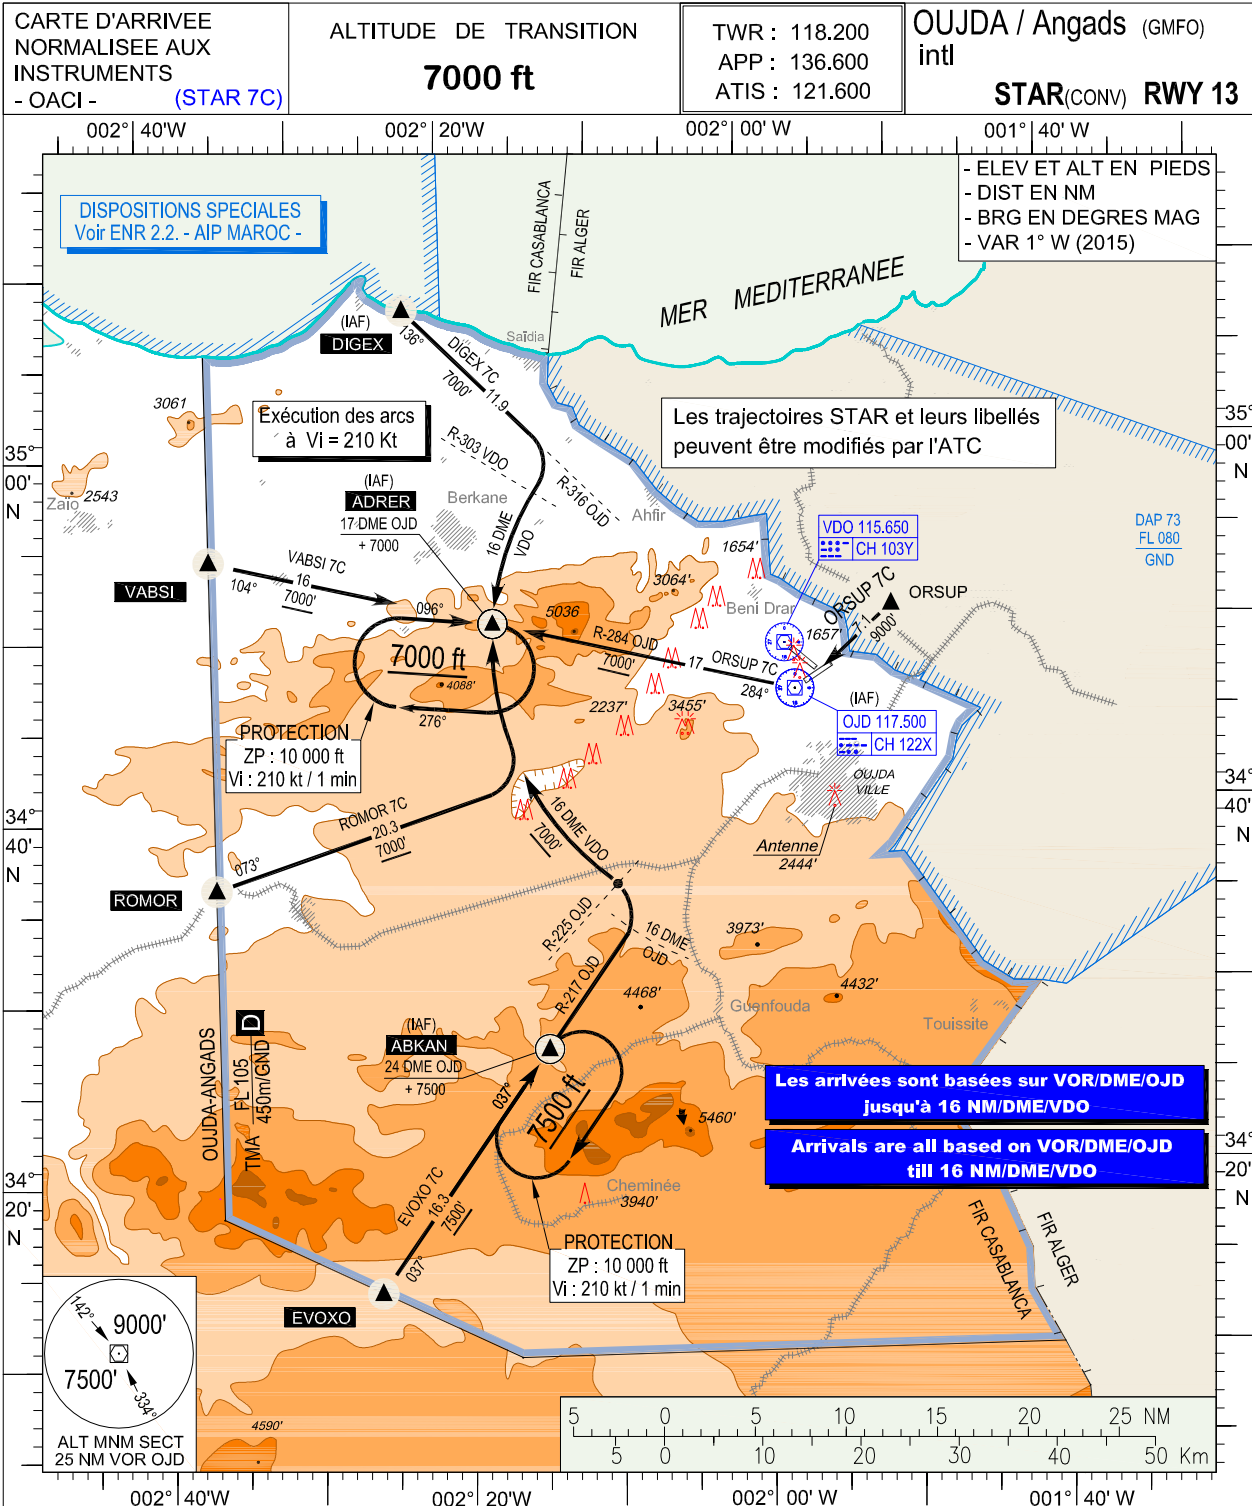 CARTE D'ARRIVEE
NORMALISEE AUX
INSTRUMENTS
- OACI - (STAR 7C)
ALTITUDE DE TRANSITION
7000 ft
TWR : 118.200
APP : 136.600
ATIS : 121.600
OUJDA / Angads (GMFO)
intl
STAR(CONV) RWY 13
002° 40' W
002° 20' W
002° 00' W
001° 40' W
- ELEV ET ALT EN PIEDS
- DIST EN NM
- BRG EN DEGRES MAG
- VAR 1° W (2015)
DISPOSITIONS SPECIALES
Voir ENR 2.2. - AIP MAROC -
FIR CASABLANCA
FIR ALGER
MER MEDITERRANEE
(IAF)
DIGEX
136°
DIGEX 7C
11.9
7000'
Saïdia
3061
Exécution des arcs
à Vi = 210 Kt
Les trajectoires STAR et leurs libellés
peuvent être modifiés par l'ATC
35°
00'
N
35°
00'
N
R-303 VDO
R-316 OJD
2543
Zaïo
(IAF)
ADRER
17 DME OJD
+ 7000
Berkane
16 DME
VDO
Ahfir
VDO 115.650
CH 103Y
DAP 73
FL 080
GND
1654'
VABSI
VABSI 7C
16
7000'
104°
096°
5036
3064'
Beni Drar
1657'
ORSUP 7C
7.1
9000'
ORSUP
R-284 OJD
7000'
17
ORSUP 7C
284°
7000 ft
4088'
276°
2237'
3455'
(IAF)
OJD 117.500
CH 122X
PROTECTION
ZP : 10 000 ft
Vi : 210 kt / 1 min
OUJDA
VILLE
34°
40'
N
34°
40'
N
ROMOR 7C
20.3
7000'
073°
ROMOR
16 DME VDO
7000'
Antenne
2444'
R-225 OJD
16 DME
OJD
3973'
R-217 OJD
4468'
4432'
Guenfouda
Touissite
(IAF)
ABKAN
24 DME OJD
+ 7500
OUJDA-ANGADS
TMA
FL 105
450m/GND
D
037°
7500 ft
5460'
Les arrivées sont basées sur VOR/DME/OJD
jusqu'à 16 NM/DME/VDO
Arrivals are all based on VOR/DME/OJD
till 16 NM/DME/VDO
34°
20'
N
34°
20'
N
Cheminée
3940'
EVOXO 7C
16.3
7500'
037°
EVOXO
PROTECTION
ZP : 10 000 ft
Vi : 210 kt / 1 min
FIR CASABLANCA
FIR ALGER
142°
9000'
7500'
334°
ALT MNM SECT
25 NM VOR OJD
4590'
5 0 5 10 15 20 25 NM
5 0 10 20 30 40 50 Km
002° 40' W
002° 20'W
002° 00' W
001° 40' W